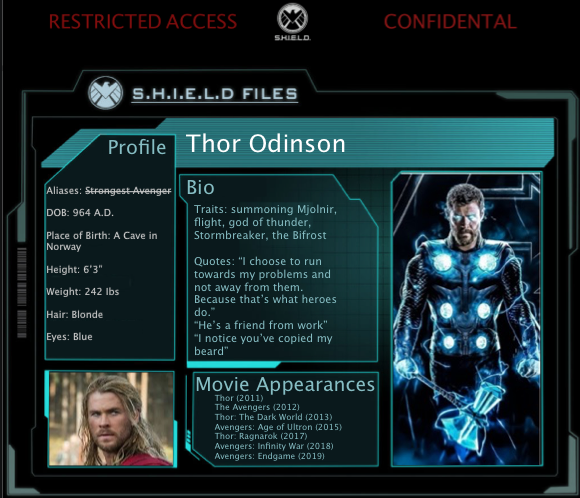 RESTRICTED ACCESS
S.H.I.E.L.D.
CONFIDENTAL
S.H.I.E.L.D FILES
Profile
Thor Odinson
Aliases: Strongest Avenger
DOB: 964 A.D.
Place of Birth: A Cave in
Norway
Height: 6'3"
Weight: 242 lbs
Hair: Blonde
Eyes: Blue
Bio
Traits: summoning Mjolnir,
flight, god of thunder,
Stormbreaker, the Bifrost
Quotes: "I choose to run
towards my problems and
not away from them.
Because that's what heroes
do."
"He's a friend from work"
"I notice you've copied my
beard"
Movie Appearances
Thor (2011)
The Avengers (2012)
Thor: The Dark World (2013)
Avengers: Age of Ultron (2015)
Thor: Ragnarok (2017)
Avengers: Infinity War (2018)
Avengers: Endgame (2019)